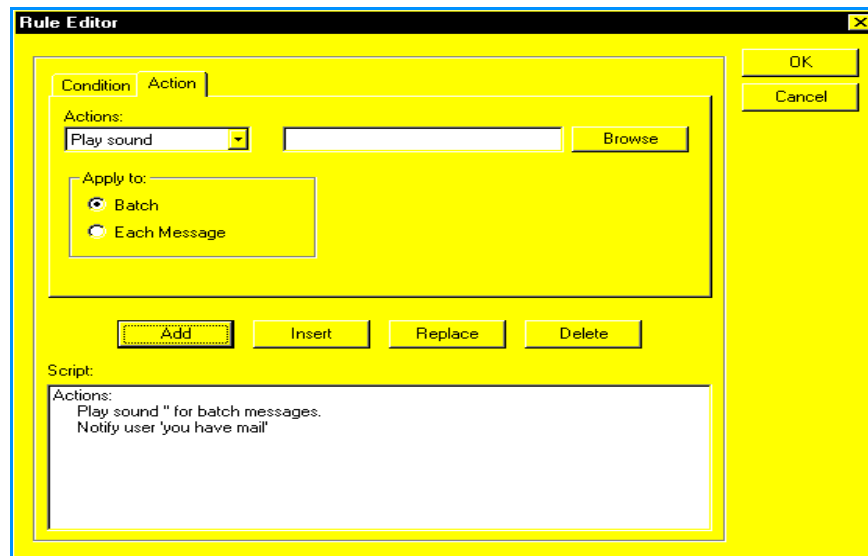 Rule Editor
OK
Cancel
Condition Action
Actions:
Play sound
Browse
Apply to:
Batch
Each Message
Add Insert Replace Delete
Script:
Actions:
Play sound '' for batch messages.
Notify user 'you have mail'